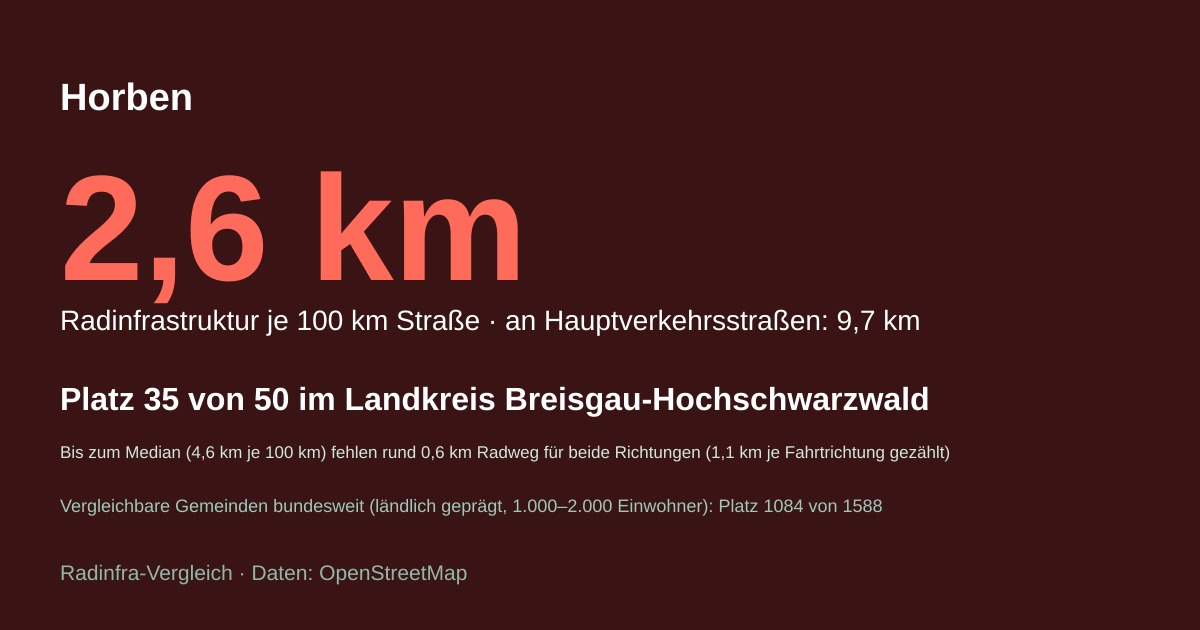 Horben
2,6 km
Radinfrastruktur je 100 km Straße · an Hauptverkehrsstraßen: 9,7 km
Platz 35 von 50 im Landkreis Breisgau-Hochschwarzwald
Bis zum Median (4,6 km je 100 km) fehlen rund 0,6 km Radweg für beide Richtungen (1,1 km je Fahrtrichtung gezählt)
Vergleichbare Gemeinden bundesweit (ländlich geprägt, 1.000–2.000 Einwohner): Platz 1084 von 1588
Radinfra-Vergleich · Daten: OpenStreetMap